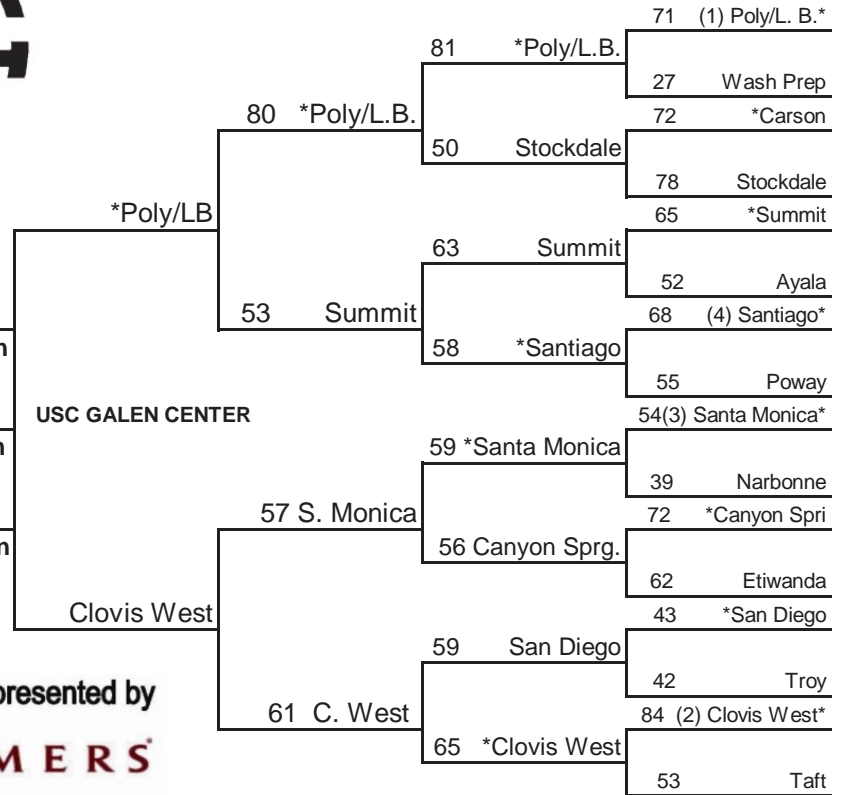 71 (1) Poly/L. B.*
81 *Poly/L.B.
27 Wash Prep
80 *Poly/L.B.
72 *Carson
50 Stockdale
78 Stockdale
*Poly/LB
65 *Summit
63 Summit
52 Ayala
53 Summit
68 (4) Santiago*
58 *Santiago
55 Poway
USC GALEN CENTER
54(3) Santa Monica*
59 *Santa Monica
39 Narbonne
57 S. Monica
72 *Canyon Spri
56 Canyon Sprg.
62 Etiwanda
Clovis West
43 *San Diego
59 San Diego
42 Troy
61 C. West
84 (2) Clovis West*
65 *Clovis West
53 Taft
presented by